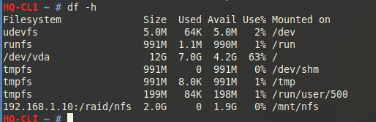 HQ-CLI ~ # df -h
Filesystem Size Used Avail Use% Mounted on
udevfs 5.0M 64K 5.0M 2% /dev
runfs 991M 1.1M 990M 1% /run
/dev/vda 12G 7.0G 4.2G 63% /
tmpfs 991M 0 991M 0% /dev/shm
tmpfs 991M 8.0K 991M 1% /tmp
tmpfs 199M 84K 198M 1% /run/user/500
192.168.1.10:/raid/nfs 2.0G 0 1.9G 0% /mnt/nfs
HQ-CLI ~ #